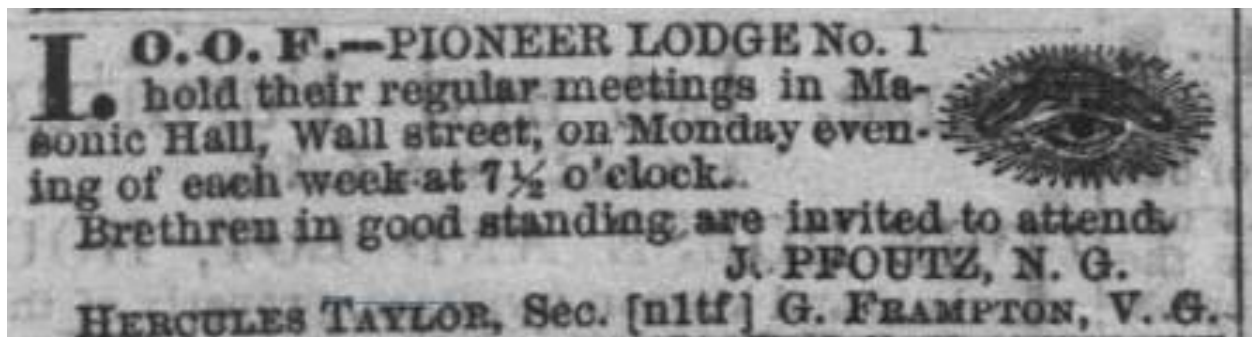 I. O. O. F.—PIONEER LODGE No. 1
hold their regular meetings in Ma-
sonic Hall, Wall street, on Monday even-
ing of each week at 7½ o'clock.
Brethren in good standing are invited to attend.
J. PFOUTZ, N. G.
HERCULES TAYLOR, Sec. [n1tf] G. FRAMPTON, V. G.